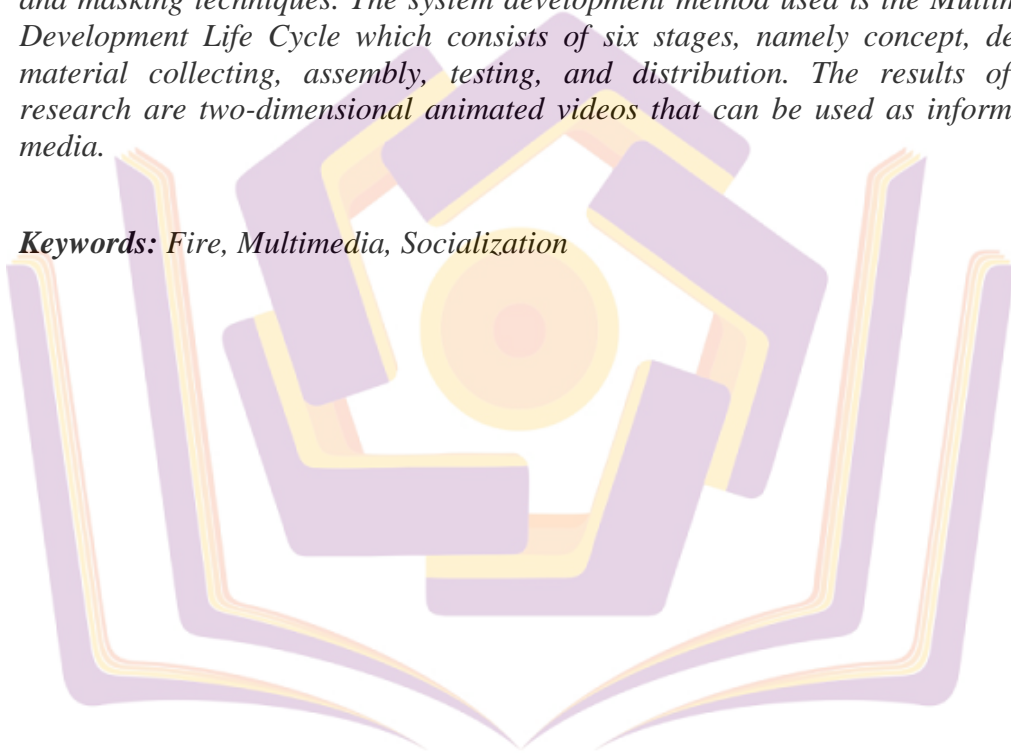 and masking techniques. The system development method used is the Multim
Development Life Cycle which consists of six stages, namely concept, de
material collecting, assembly, testing, and distribution. The results of
research are two-dimensional animated videos that can be used as inform
media.
Keywords: Fire, Multimedia, Socialization